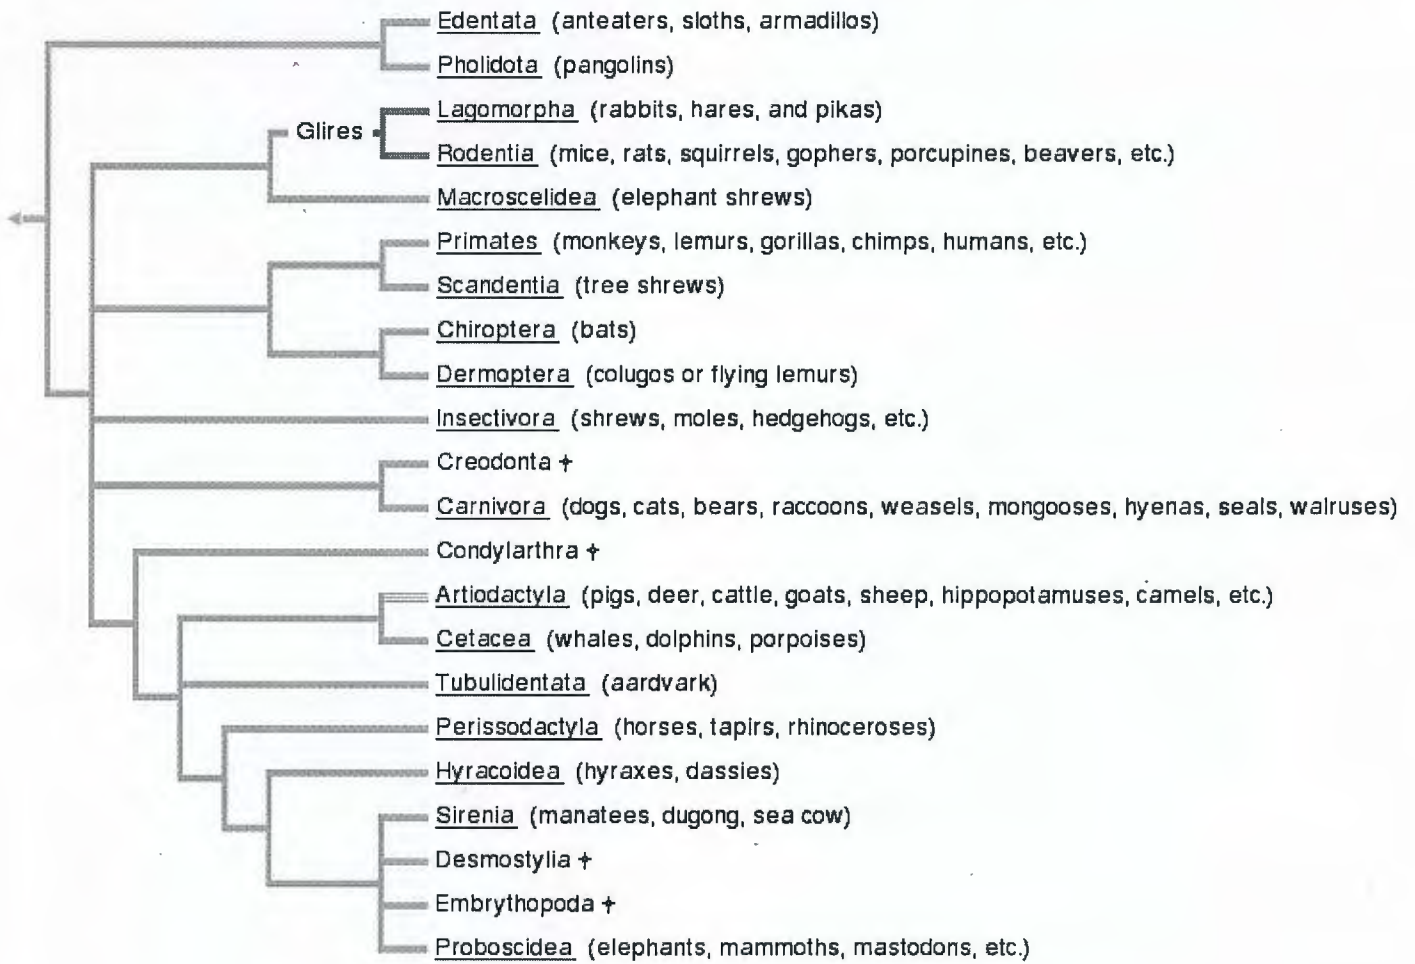 Edentata (anteaters, sloths, armadillos)
Pholidota (pangolins)
Lagomorpha (rabbits, hares, and pikas)
Glires
Rodentia (mice, rats, squirrels, gophers, porcupines, beavers, etc.)
Macroscelidea (elephant shrews)
Primates (monkeys, lemurs, gorillas, chimps, humans, etc.)
Scandentia (tree shrews)
Chiroptera (bats)
Dermoptera (colugos or flying lemurs)
Insectivora (shrews, moles, hedgehogs, etc.)
Creodonta ✝
Carnivora (dogs, cats, bears, raccoons, weasels, mongooses, hyenas, seals, walruses)
Condylarthra ✝
Artiodactyla (pigs, deer, cattle, goats, sheep, hippopotamuses, camels, etc.)
Cetacea (whales, dolphins, porpoises)
Tubulidentata (aardvark)
Perissodactyla (horses, tapirs, rhinoceroses)
Hyracoidea (hyraxes, dassies)
Sirenia (manatees, dugong, sea cow)
Desmostylia ✝
Embrythopoda ✝
Proboscidea (elephants, mammoths, mastodons, etc.)